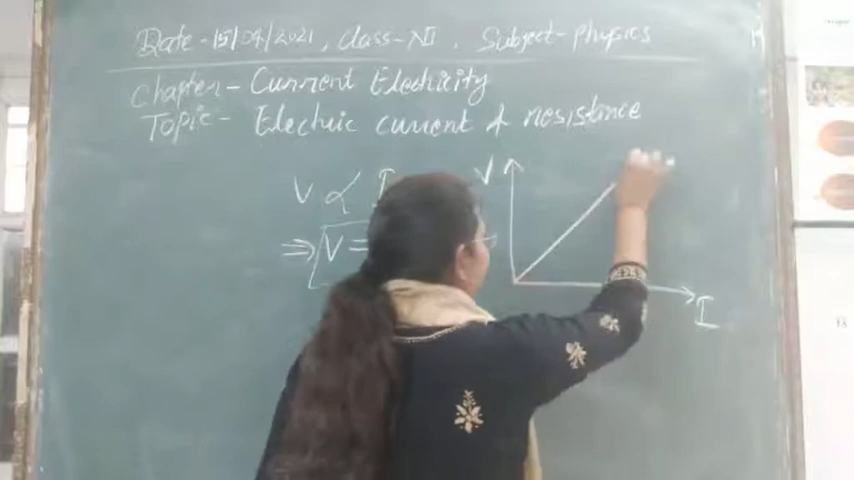 Date - 15/04/2021, class-XII. Subject-Physics
Chapter - Current Electricity
Topic - Electric current & resistance
V ∝ I
⇒ V =
V
I